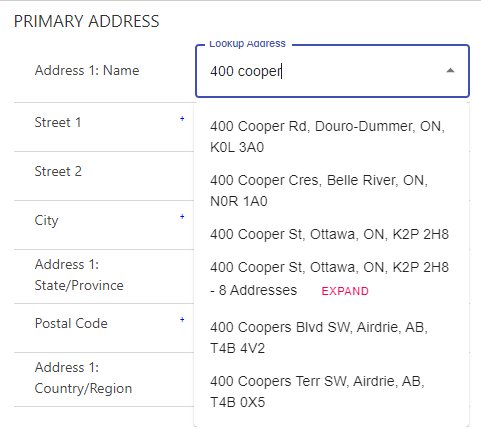 PRIMARY ADDRESS
Lookup Address
Address 1: Name
400 cooper
Street 1 +
Street 2
City +
Address 1:
State/Province
Postal Code +
Address 1:
Country/Region
400 Cooper Rd, Douro-Dummer, ON,
K0L 3A0
400 Cooper Cres, Belle River, ON,
N0R 1A0
400 Cooper St, Ottawa, ON, K2P 2H8
400 Cooper St, Ottawa, ON, K2P 2H8
- 8 Addresses EXPAND
400 Coopers Blvd SW, Airdrie, AB,
T4B 4V2
400 Coopers Terr SW, Airdrie, AB,
T4B 0X5